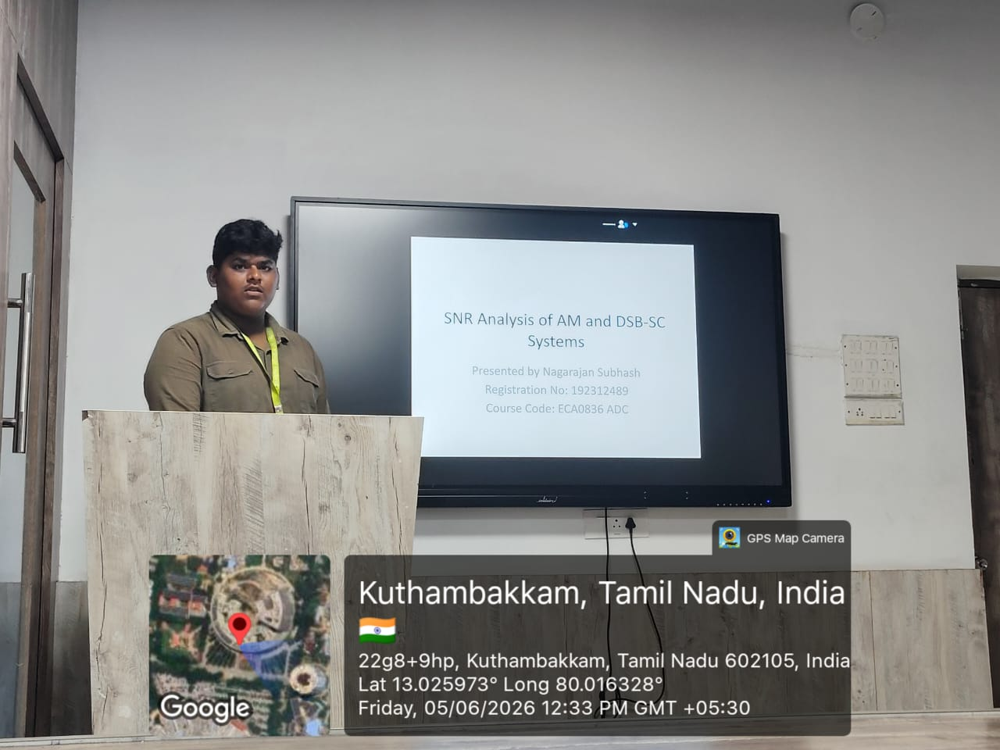 SNR Analysis of AM and DSB-SC
Systems
Presented by Nagarajan Subhash
Registration No: 192312489
Course Code: ECA0836 ADC
GPS Map Camera
Kuthambakkam, Tamil Nadu, India
22g8+9hp, Kuthambakkam, Tamil Nadu 602105, India
Lat 13.025973° Long 80.016328°
Friday, 05/06/2026 12:33 PM GMT +05:30
Google